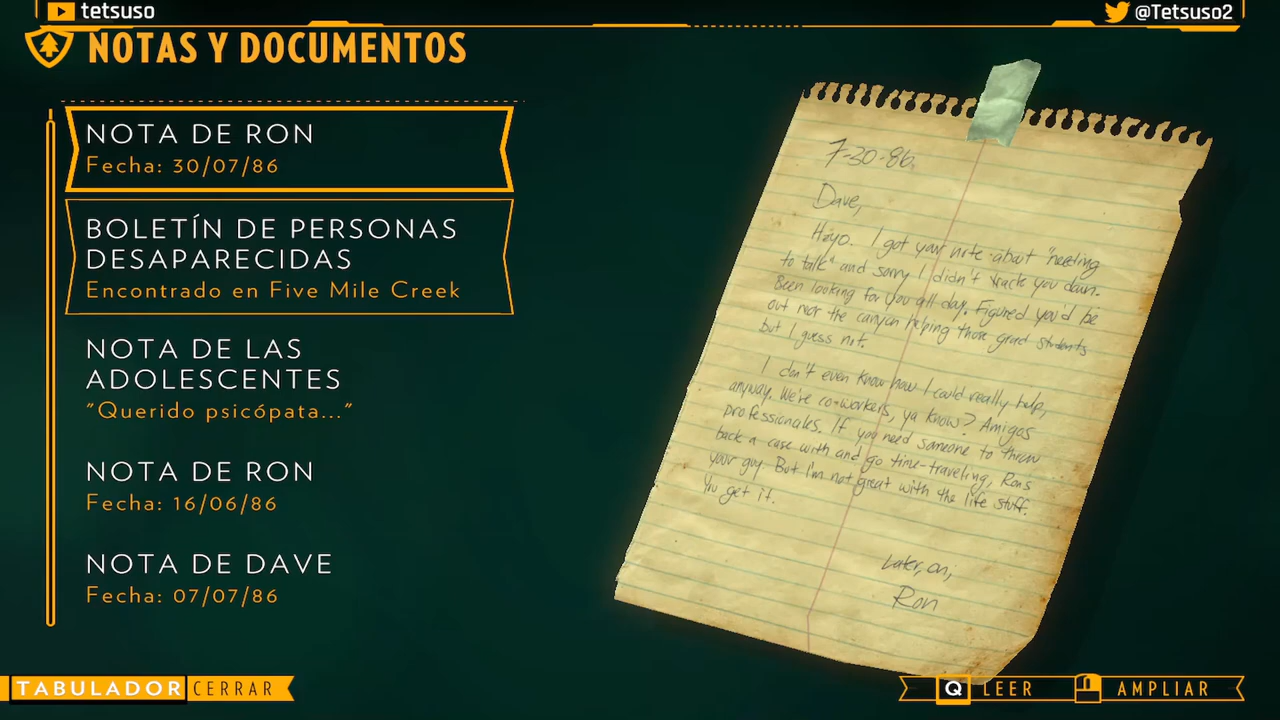 tetsuso
@Tetsuso2
NOTAS Y DOCUMENTOS
NOTA DE RON
Fecha: 30/07/86
BOLETÍN DE PERSONAS
DESAPARECIDAS
Encontrado en Five Mile Creek
NOTA DE LAS
ADOLESCENTES
"Querido psicópata..."
NOTA DE RON
Fecha: 16/06/86
NOTA DE DAVE
Fecha: 07/07/86
7-30-86
Dave,
Hiyo. I got your note about "needing
to talk" and sorry I didn't track you down.
Been looking for you all day. Figured you'd be
out near the canyon helping those grad students
but I guess not.
I don't even know how I could really help,
anyway. We're co-workers, ya know? Amigos
professionales. If you need someone to throw
back a case with and go time-traveling, Rons
your guy. But I'm not great with the life stuff.
You get it.
Later, on,
Ron
TABULADOR CERRAR
Q LEER AMPLIAR